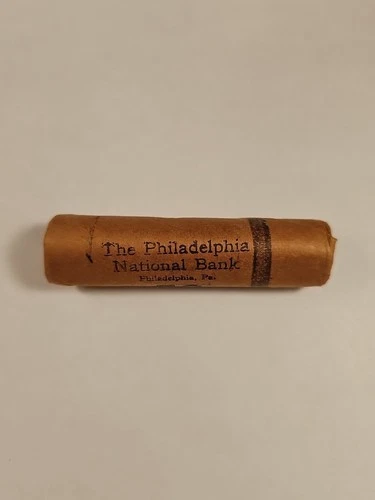 The Philadelphia
National Bank
Philadelphia, Pa.